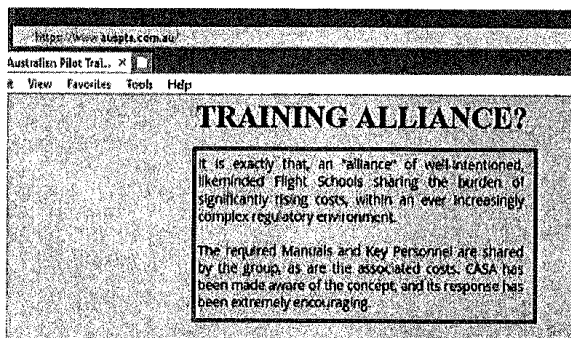 https://www.auspta.com.au/
Australian Pilot Trai... ×
t View Favorites Tools Help
TRAINING ALLIANCE?
It is exactly that, an "alliance" of well-intentioned,
likeminded Flight Schools sharing the burden of
significantly rising costs, within an ever increasingly
complex regulatory environment.
The required Manuals and Key Personnel are shared
by the group, as are the associated costs. CASA has
been made aware of the concept, and its response has
been extremely encouraging.